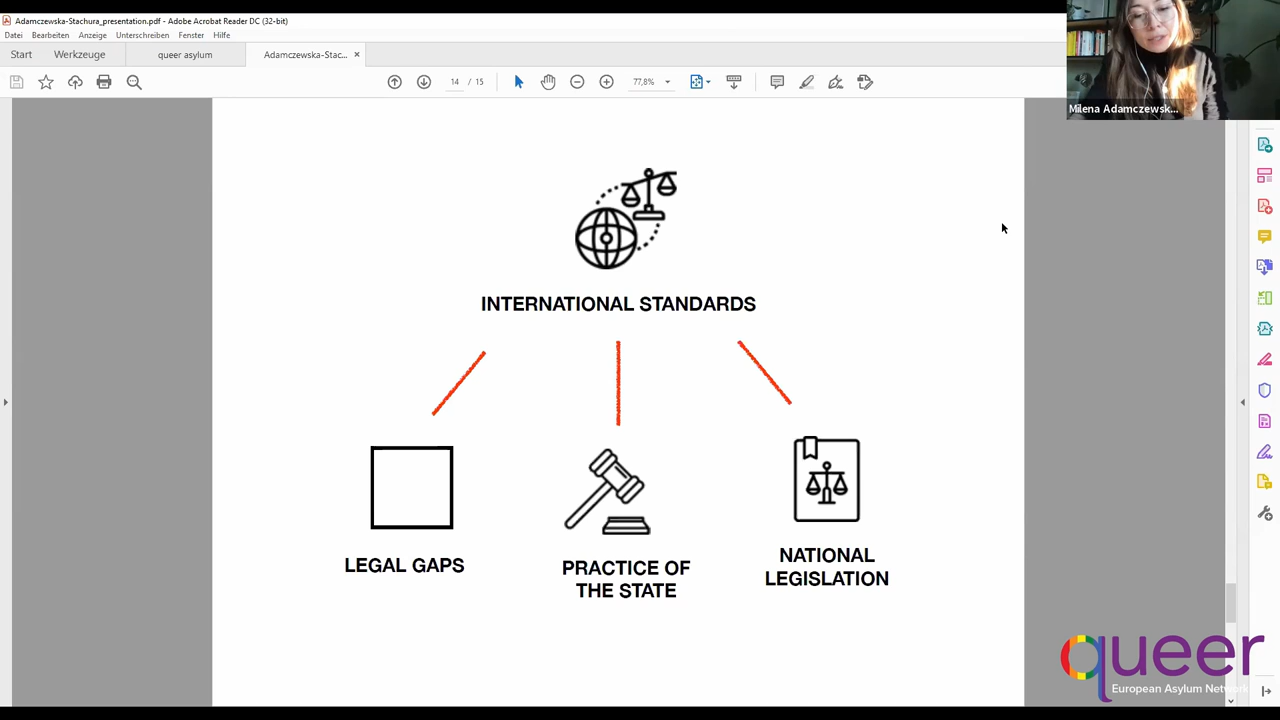 Adamczewska-Stachura_presentation.pdf - Adobe Acrobat Reader DC (32-bit)
Datei Bearbeiten Anzeige Unterschreiben Fenster Hilfe
Start Werkzeuge queer asylum Adamczewska-Stac... ×
14 / 15 77,8%
Milena Adamczewsk...
INTERNATIONAL STANDARDS
LEGAL GAPS
PRACTICE OF
THE STATE
NATIONAL
LEGISLATION
queer
European Asylum Network